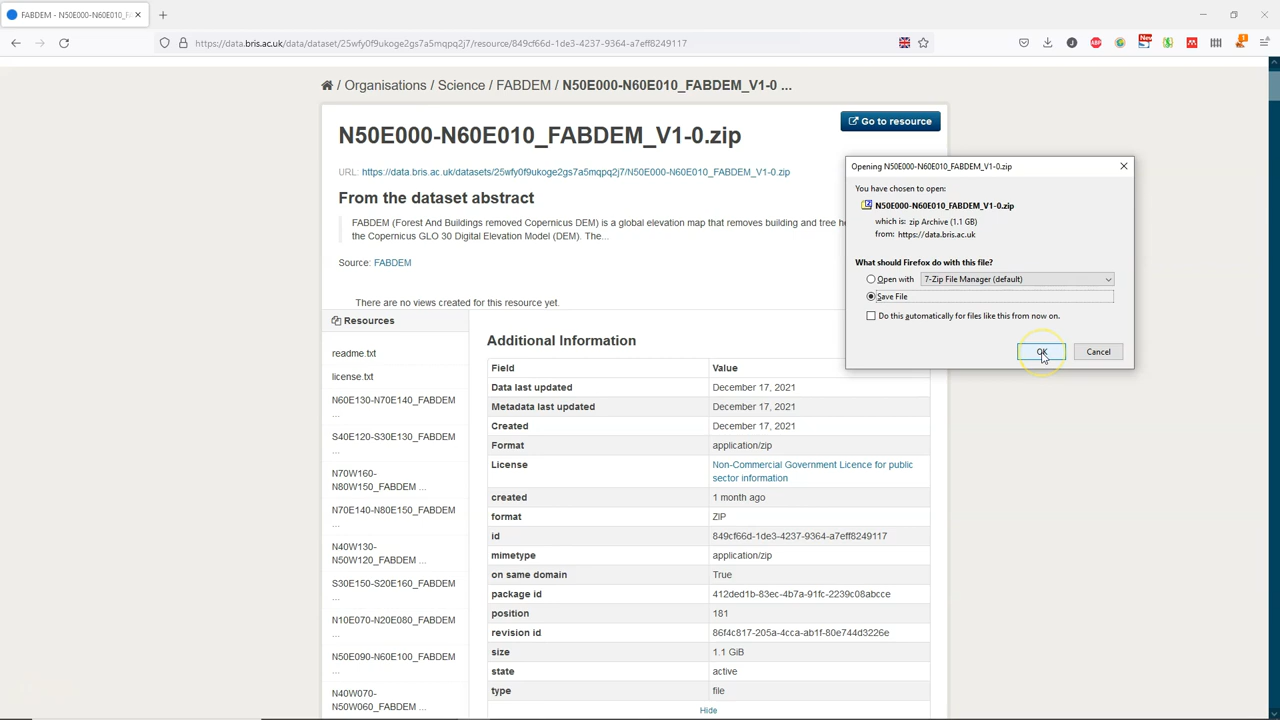 FABDEM - N50E000-N60E010_F
https://data.bris.ac.uk/data/dataset/25wfy0f9ukoge2gs7a5mqpq2j7/resource/849cf66d-1de3-4237-9364-a7eff8249117
New
ABP
1
/ Organisations / Science / FABDEM / N50E000-N60E010_FABDEM_V1-0 ...
Go to resource
N50E000-N60E010_FABDEM_V1-0.zip
URL: https://data.bris.ac.uk/datasets/25wfy0f9ukoge2gs7a5mqpq2j7/N50E000-N60E010_FABDEM_V1-0.zip
From the dataset abstract
FABDEM (Forest And Buildings removed Copernicus DEM) is a global elevation map that removes building and tree he
the Copernicus GLO 30 Digital Elevation Model (DEM). The...
Source: FABDEM
There are no views created for this resource yet.
Opening N50E000-N60E010_FABDEM_V1-0.zip
You have chosen to open:
N50E000-N60E010_FABDEM_V1-0.zip
which is: zip Archive (1.1 GB)
from: https://data.bris.ac.uk
What should Firefox do with this file?
Open with 7-Zip File Manager (default)
Save File
Do this automatically for files like this from now on.
OK Cancel
Resources
readme.txt
license.txt
N60E130-N70E140_FABDEM
...
S40E120-S30E130_FABDEM
...
N70W160-
N80W150_FABDEM ...
N70E140-N80E150_FABDEM
...
N40W130-
N50W120_FABDEM ...
S30E150-S20E160_FABDEM
...
N10E070-N20E080_FABDEM
...
N50E090-N60E100_FABDEM
...
N40W070-
N50W060_FABDEM ...
Additional Information
Field Value
Data last updated December 17, 2021
Metadata last updated December 17, 2021
Created December 17, 2021
Format application/zip
License Non-Commercial Government Licence for public
sector information
created 1 month ago
format ZIP
id 849cf66d-1de3-4237-9364-a7eff8249117
mimetype application/zip
on same domain True
package id 412ded1b-83ec-4b7a-91fc-2239c08abcce
position 181
revision id 86f4c817-205a-4cca-ab1f-80e744d3226e
size 1.1 GiB
state active
type file
Hide